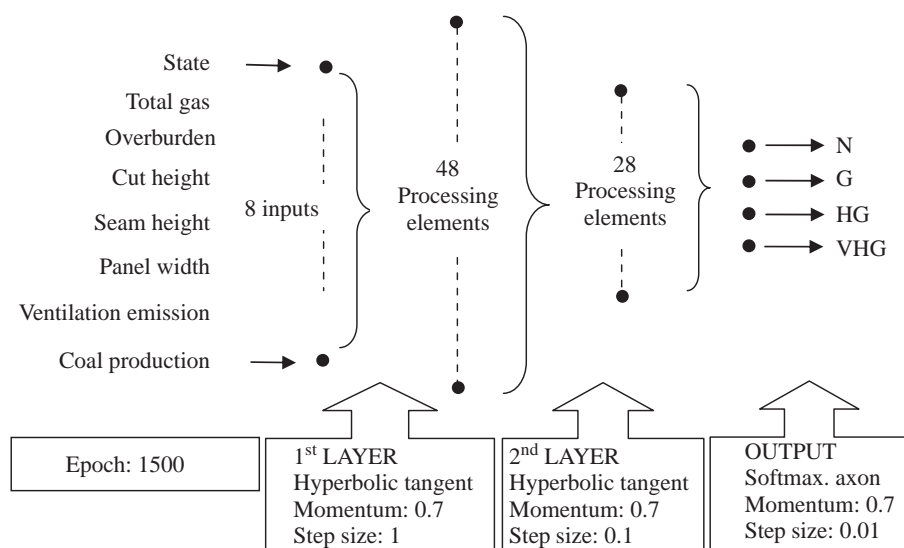 State
Total gas
Overburden
Cut height
Seam height
Panel width
Ventilation emission
Coal production
8 inputs
48
Processing
elements
28
Processing
elements
N
G
HG
VHG
Epoch: 1500
1st LAYER
Hyperbolic tangent
Momentum: 0.7
Step size: 1
2nd LAYER
Hyperbolic tangent
Momentum: 0.7
Step size: 0.1
OUTPUT
Softmax. axon
Momentum: 0.7
Step size: 0.01